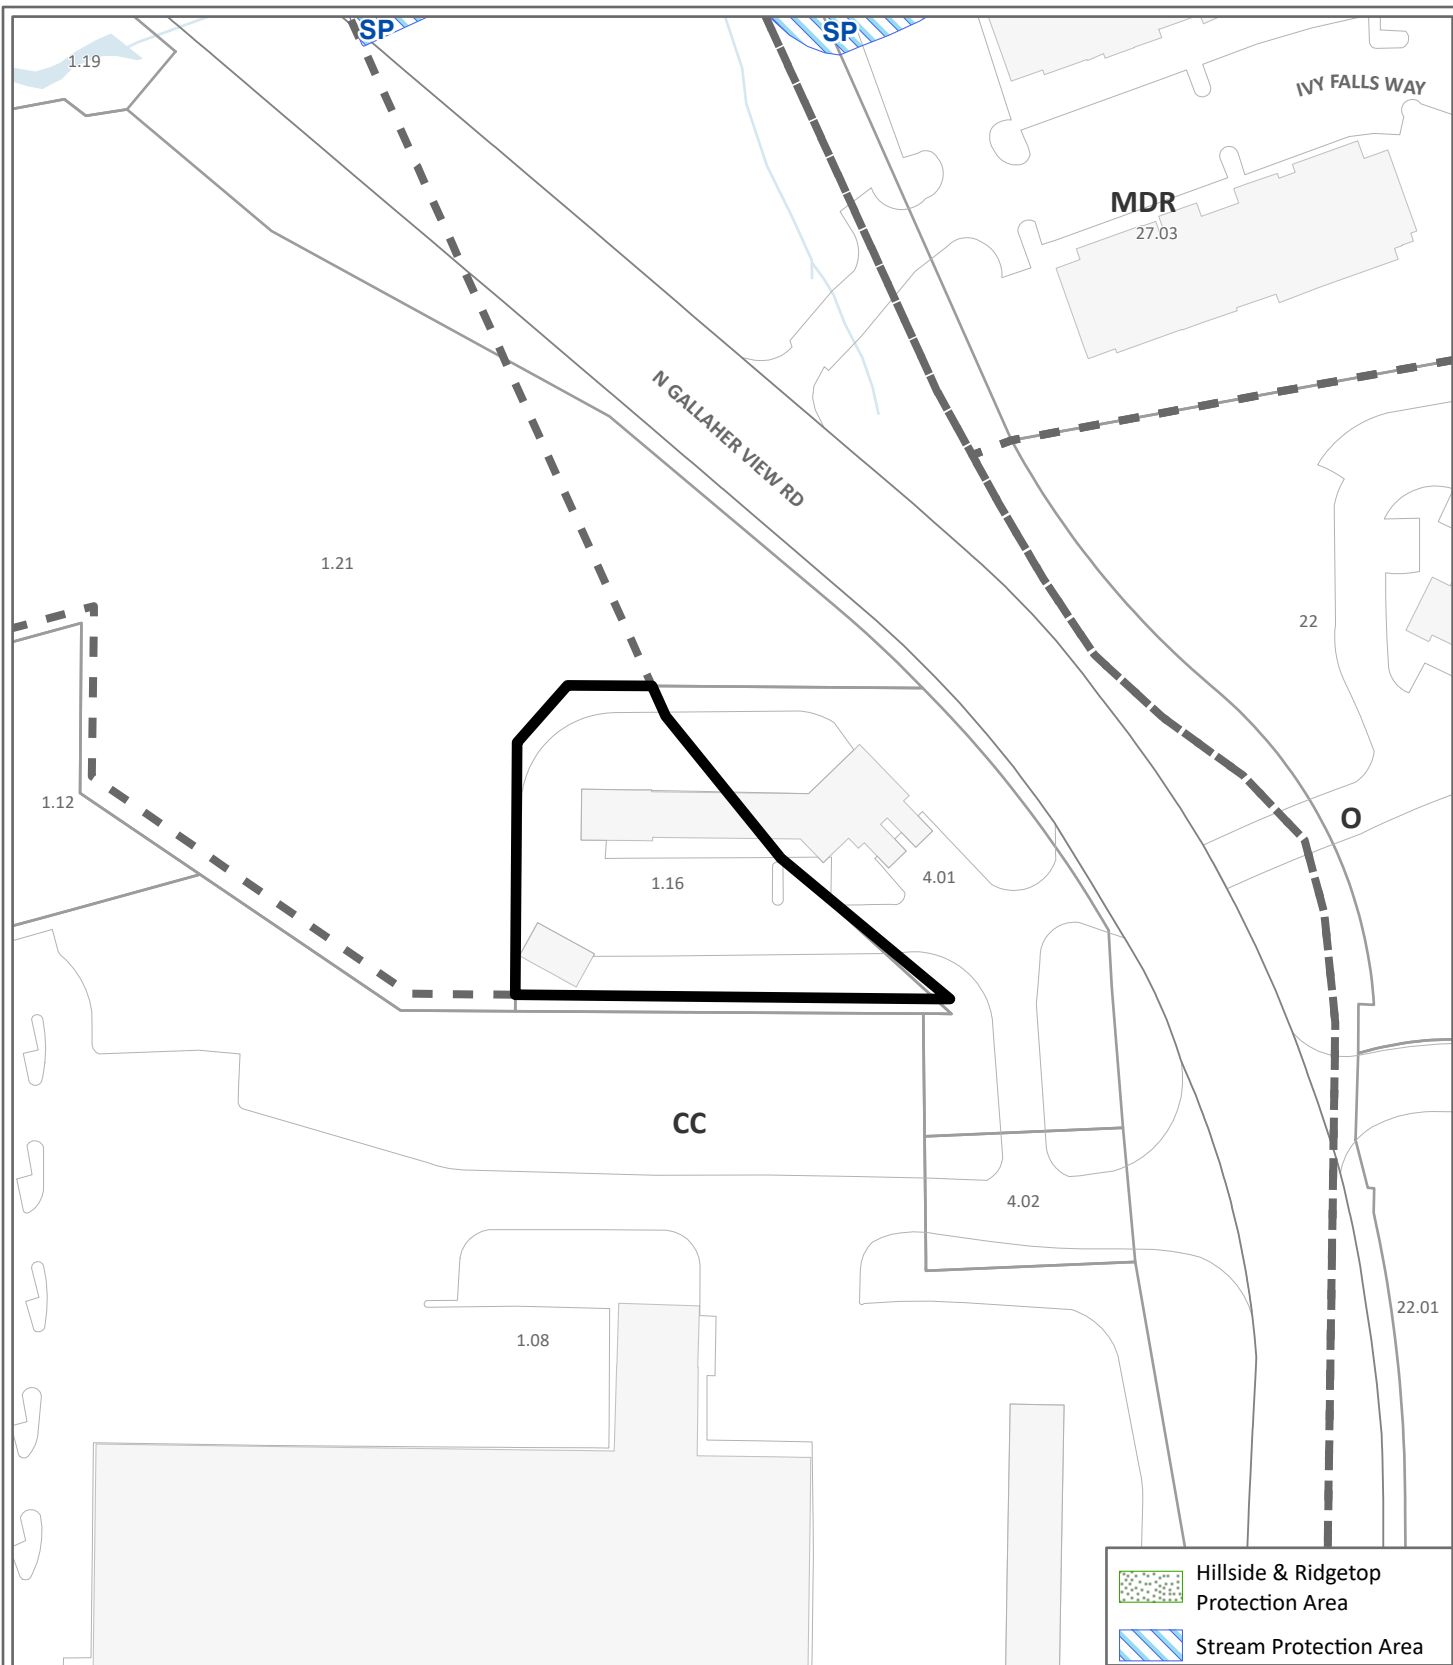 SP
SP
1.19
IVY FALLS WAY
MDR
27.03
N GALLAHER VIEW RD
1.21
22
1.12
O
1.16
4.01
CC
4.02
22.01
1.08
Hillside & Ridgetop
Protection Area
Stream Protection Area